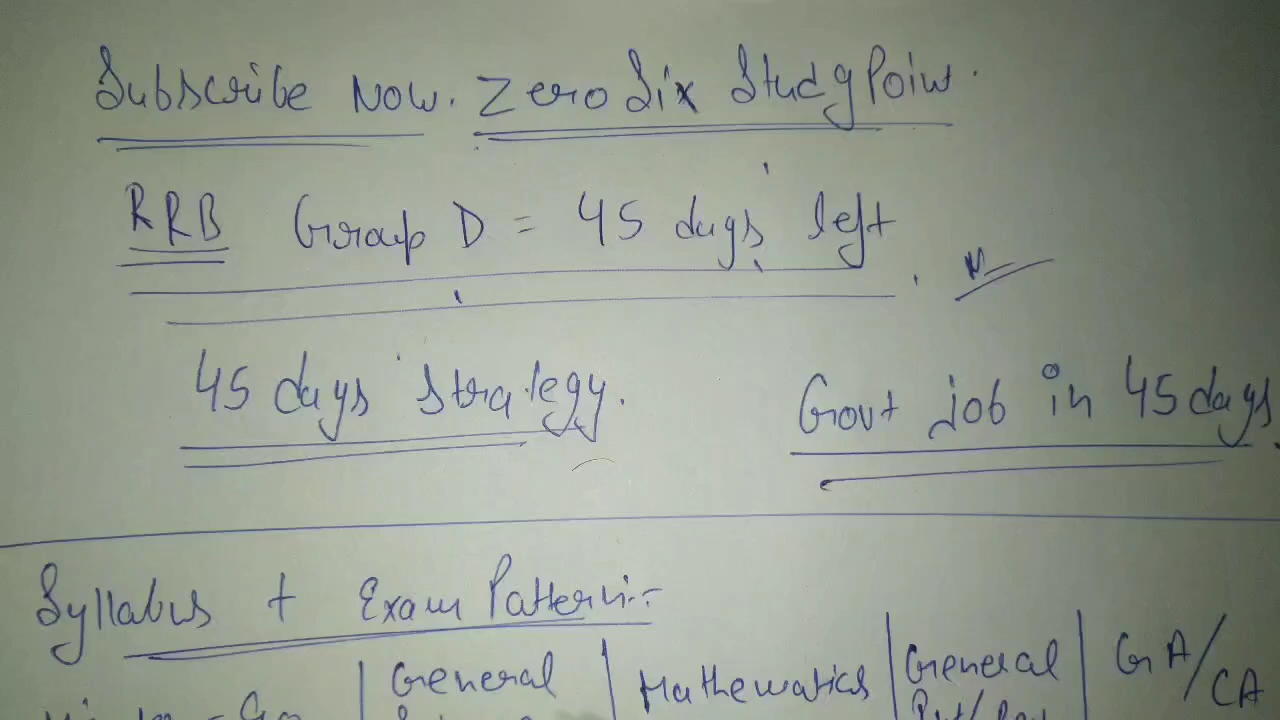 Subscribe Now. Zero Six Study Point.
RRB Group D = 45 days left
45 days strategy.
Govt job in 45 days
Syllabus + Exam Pattern:-
General | Mathematics | General | GA/CA